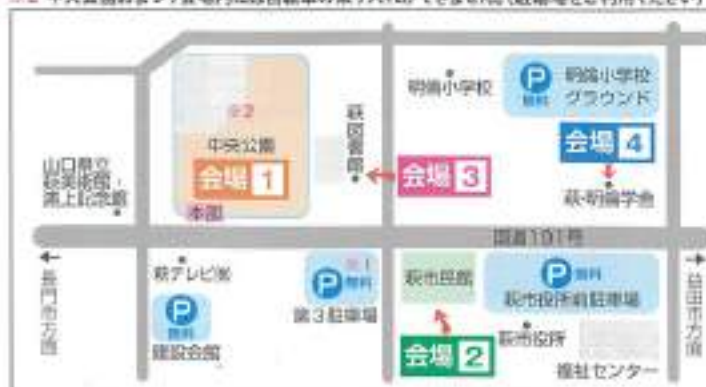 明倫小学校
P
無料
明倫小学校
グラウンド
※2
中央公園
会場 1
本部
萩図書館
会場 3
会場 4
萩・明倫学舎
山口県立
萩美術館・
浦上記念館
国道191号
長門市方面
萩テレビ㈱
P
無料
建設会館
※1
P
無料
第3駐車場
萩市民館
会場 2
P 無料
萩市役所前駐車場
萩市役所
福祉センター
益田市方面